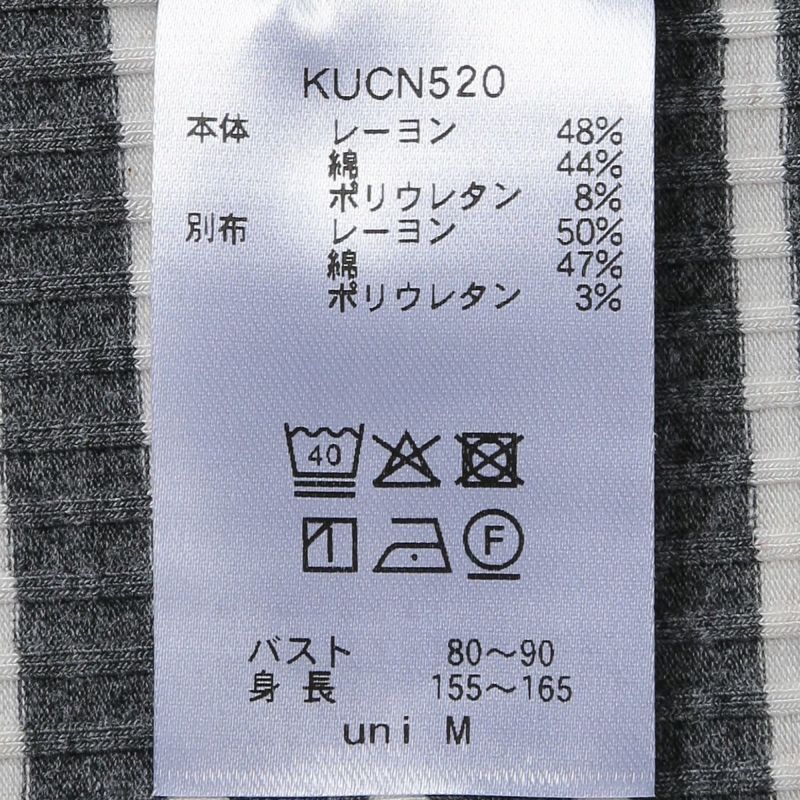 KUCN520
本体 レーヨン 48%
綿 44%
ポリウレタン 8%
別布 レーヨン 50%
綿 47%
ポリウレタン 3%
40
F
バスト 80～90
身長 155～165
uni M